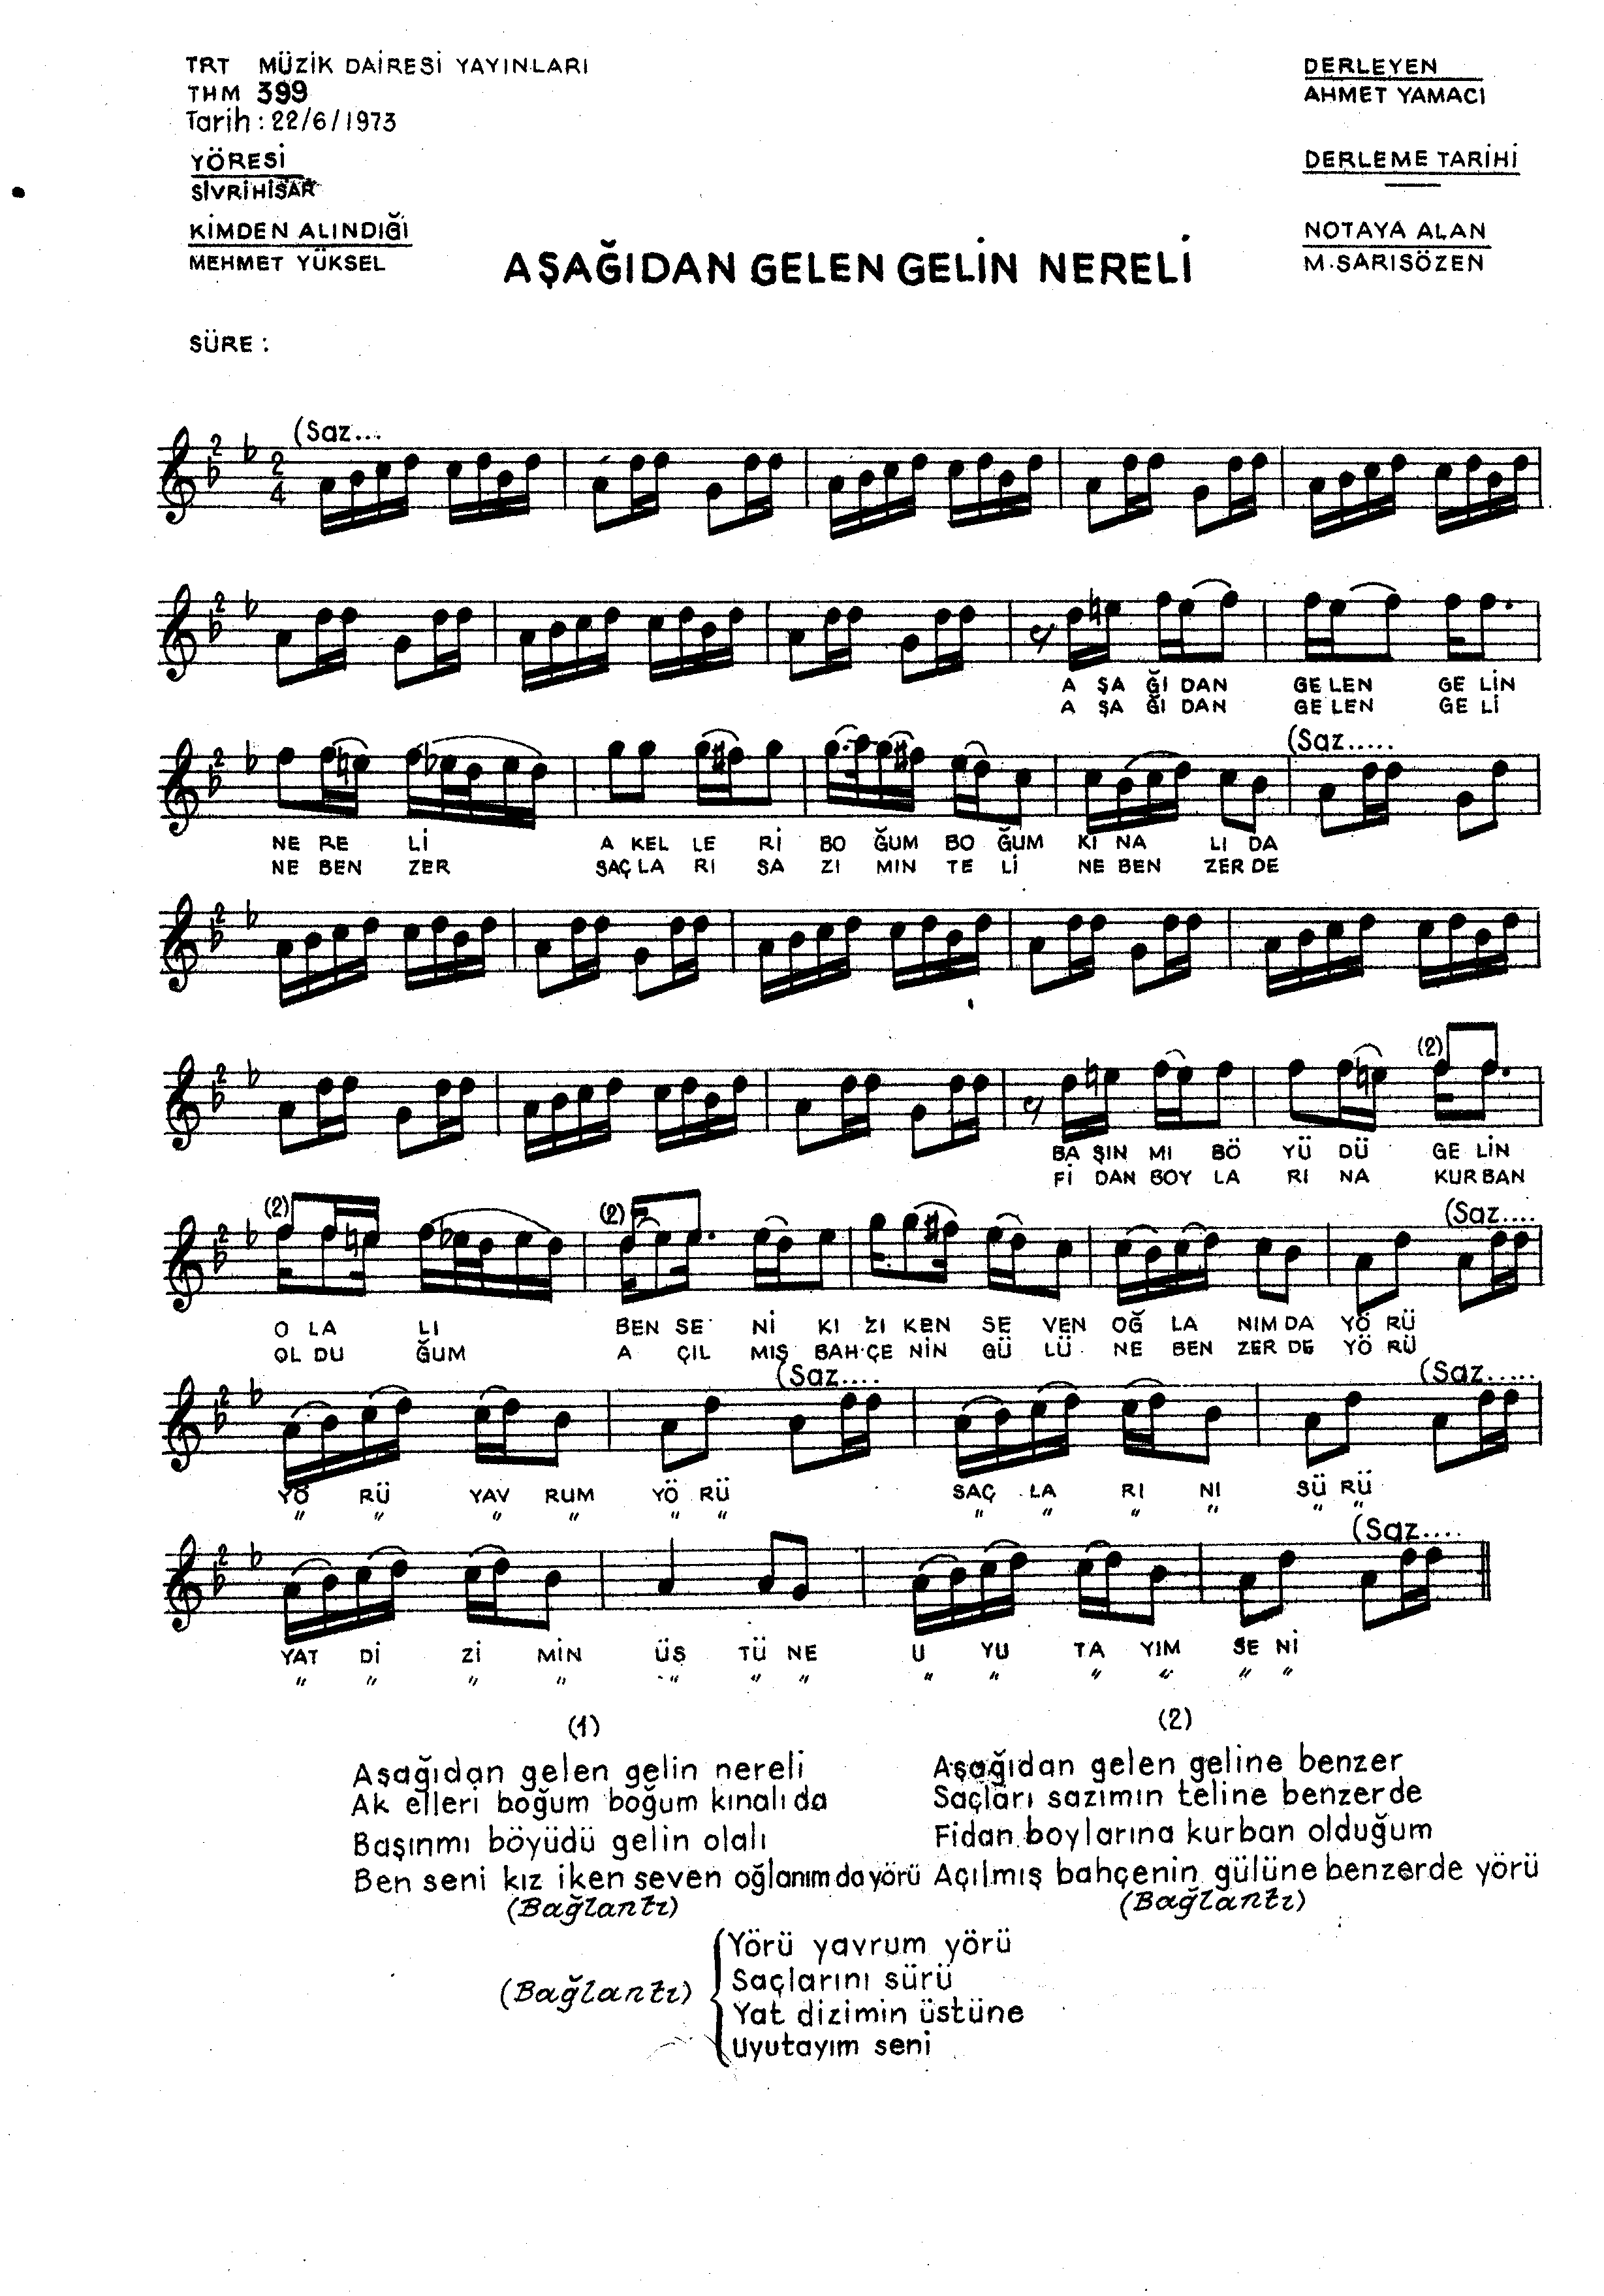 TRT MÜZİK DAİRESİ YAYINLARI
THM 399
Tarih : 22/6/1973
YÖRESİ
SİVRİHİSAR
KİMDEN ALINDIĞI
MEHMET YÜKSEL
DERLEYEN
AHMET YAMACI
DERLEME TARİHİ
NOTAYA ALAN
M.SARISÖZEN
AŞAĞIDAN GELEN GELİN NERELİ
SÜRE :
(Saz...
2 2
4
2
A ŞA ĞI DAN GE LEN GE LİN
A ŞA ĞI DAN GE LEN GE Lİ
2 (Saz.....
NE RE Lİ A KEL LE Rİ BO ĞUM BO ĞUM KI NA LI DA
NE BEN ZER SAÇ LA RI SA ZI MIN TE Lİ NE BEN ZER DE
2
2 (2)
BA ŞIN MI BÖ YÜ DÜ GE LİN
Fİ DAN BOY LA RI NA KUR BAN
2 (2) (2) (Saz....
O LA LI BEN SE Nİ KI ZI KEN SE VEN OĞ LA NIM DA YÖ RÜ
OL DU ĞUM A ÇIL MIŞ BAH ÇE NİN GÜ LÜ NE BEN ZER DE YÖ RÜ
2 (Saz.... (Saz.....
YÖ RÜ YAV RUM YÖ RÜ SAÇ LA RI NI SÜ RÜ
" " " " " " " " " " " "
2 (Saz....
YAT Dİ Zİ MİN ÜS TÜ NE U YU TA YIM SE Nİ
" " " " " " " " " " " " "
(1)
Aşağıdan gelen gelin nereli
Ak elleri boğum boğum kınalı da
Başınmı böyüdü gelin olalı
Ben seni kız iken seven oğlanım da yörü
(Bağlantı)
(2)
Aşağıdan gelen geline benzer
Saçları sazımın teline benzerde
Fidan boylarına kurban olduğum
Açılmış bahçenin gülüne benzerde yörü
(Bağlantı)
(Bağlantı)
Yörü yavrum yörü
Saçlarını sürü
Yat dizimin üstüne
uyutayım seni